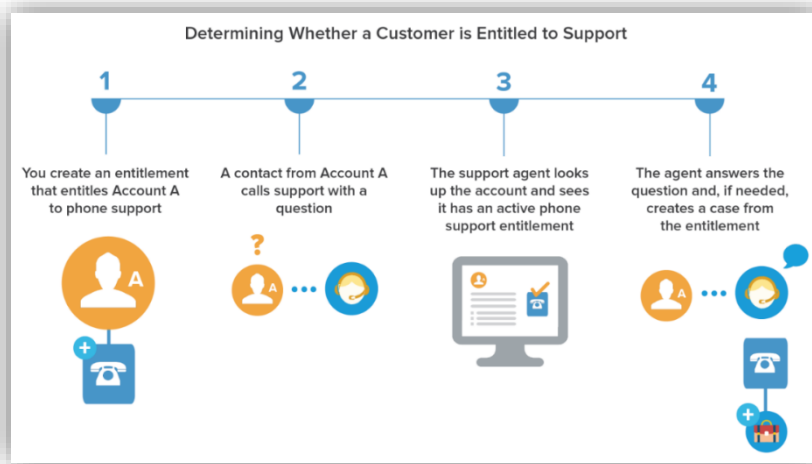 Determining Whether a Customer is Entitled to Support
1
2
3
4
You create an entitlement
that entitles Account A
to phone support
A contact from Account A
calls support with a
question
The support agent looks
up the account and sees
it has an active phone
support entitlement
The agent answers the
question and, if needed,
creates a case from
the entitlement
A
?
A
A